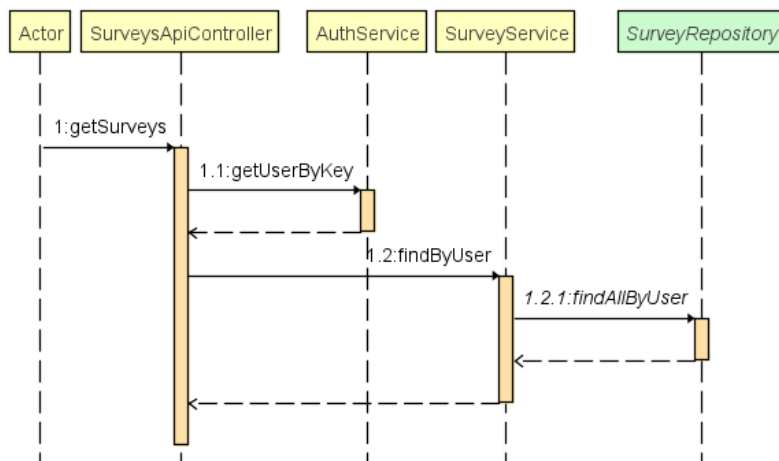 Actor
SurveysApiController
AuthService
SurveyService
SurveyRepository
1:getSurveys
1.1:getUserByKey
1.2:findByUser
1.2.1:findAllByUser